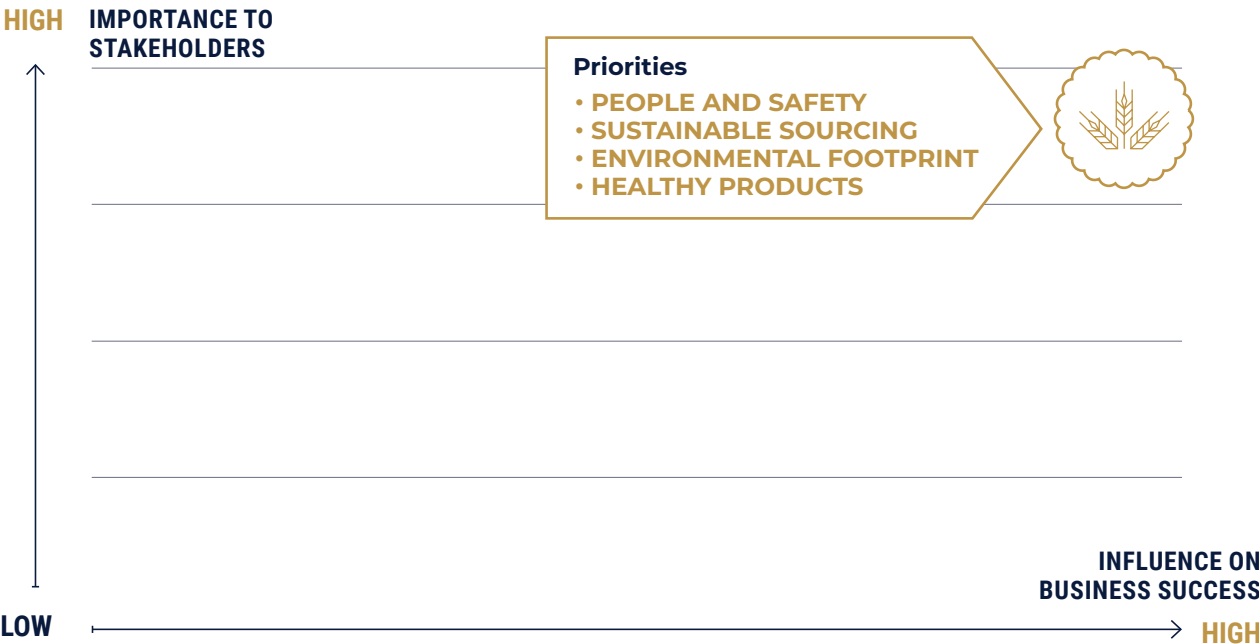 HIGH
IMPORTANCE TO
STAKEHOLDERS
Priorities
• PEOPLE AND SAFETY
• SUSTAINABLE SOURCING
• ENVIRONMENTAL FOOTPRINT
• HEALTHY PRODUCTS
INFLUENCE ON
BUSINESS SUCCESS
LOW
HIGH